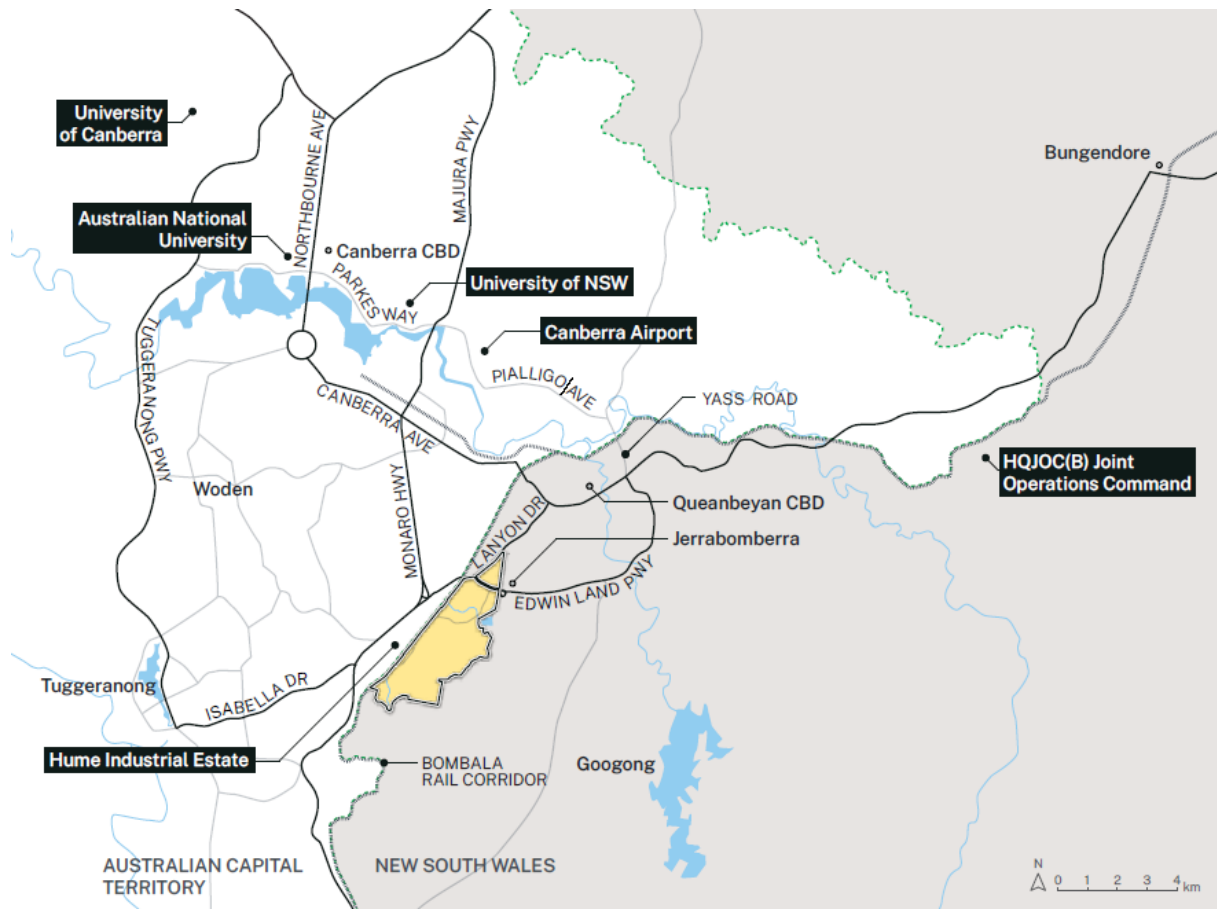 University
of Canberra
NORTHBOURNE AVE
MAJURA PWY
Bungendore
Australian National
University
Canberra CBD
PARKES WAY
University of NSW
Canberra Airport
TUGGERANONG PWY
PIALLIGO AVE
CANBERRA AVE
YASS ROAD
HQJOC(B) Joint
Operations Command
Woden
MONARO HWY
LANYON DR
Queanbeyan CBD
Jerrabomberra
EDWIN LAND PWY
Tuggeranong
ISABELLA DR
Hume Industrial Estate
BOMBALA
RAIL CORRIDOR
Googong
AUSTRALIAN CAPITAL
TERRITORY
NEW SOUTH WALES
N
0 1 2 3 4 km